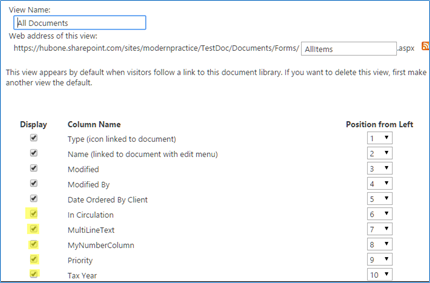 View Name:
All Documents
Web address of this view:
https://hubone.sharepoint.com/sites/modernpractice/TestDoc/Documents/Forms/ AllItems .aspx
This view appears by default when visitors follow a link to this document library. If you want to delete this view, first make
another view the default.
Display Column Name Position from Left
Type (icon linked to document) 1
Name (linked to document with edit menu) 2
Modified 3
Modified By 4
Date Ordered By Client 5
In Circulation 6
MultiLineText 7
MyNumberColumn 8
Priority 9
Tax Year 10